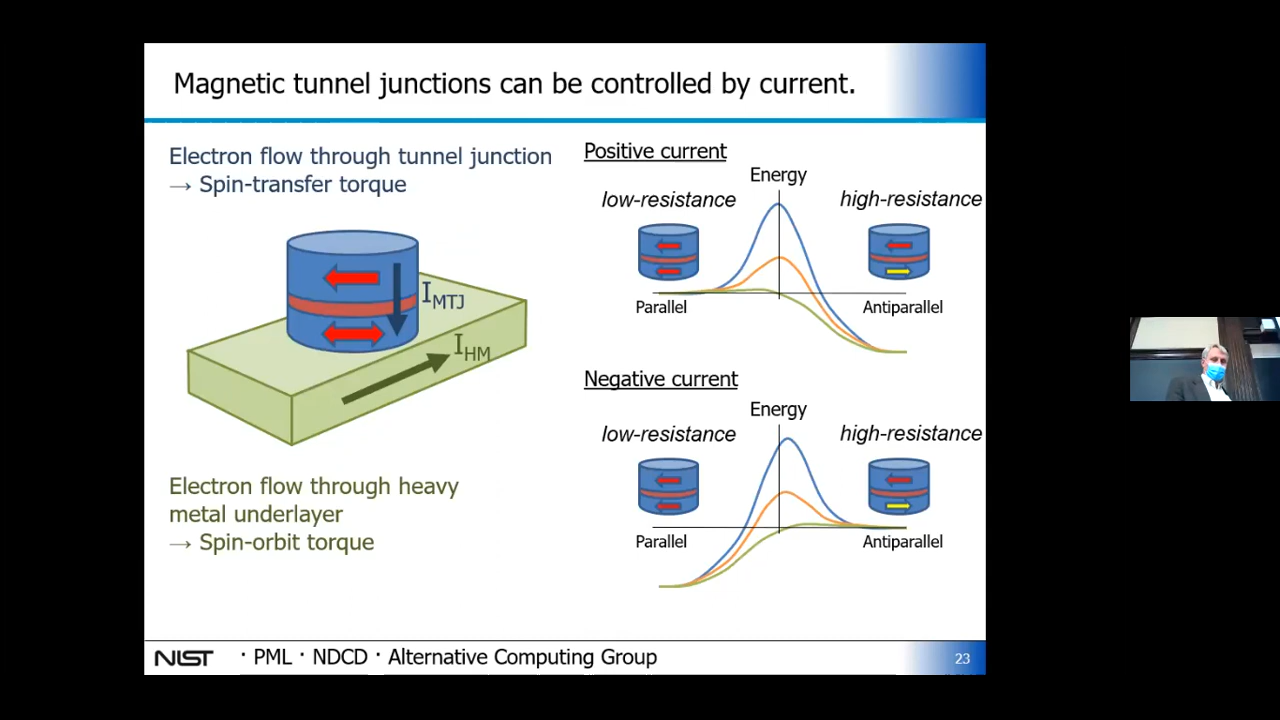 Magnetic tunnel junctions can be controlled by current.
Electron flow through tunnel junction
→ Spin-transfer torque
I_MTJ
I_HM
Electron flow through heavy
metal underlayer
→ Spin-orbit torque
Positive current
Energy
low-resistance
high-resistance
Parallel
Antiparallel
Negative current
Energy
low-resistance
high-resistance
Parallel
Antiparallel
NIST · PML · NDCD · Alternative Computing Group
23